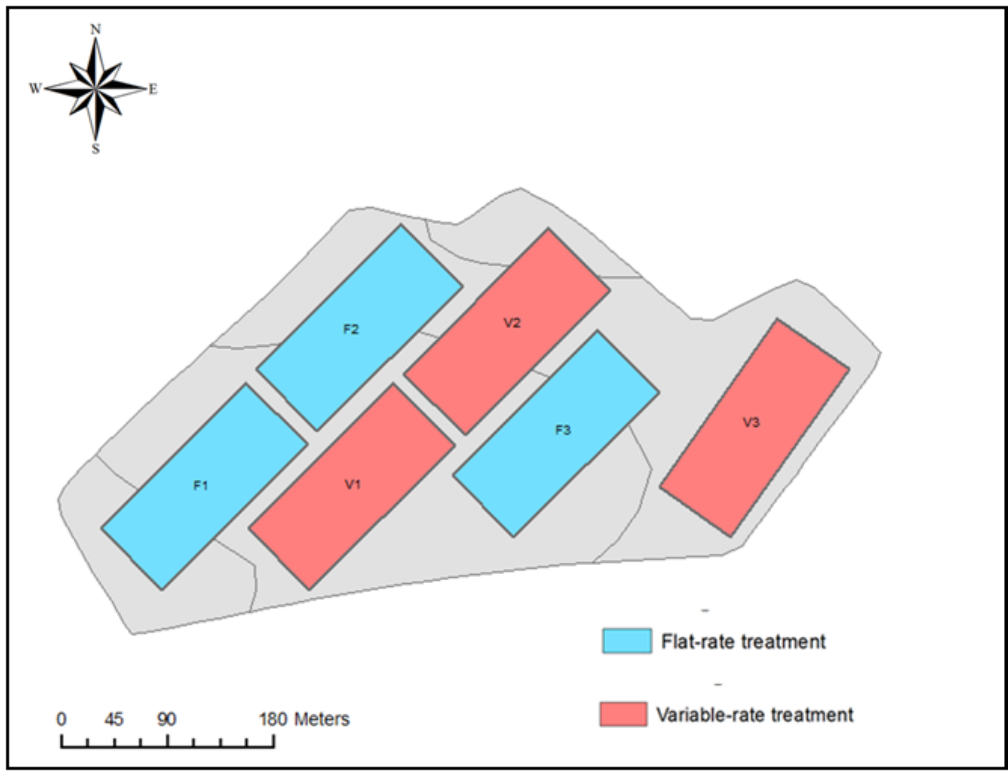 N
W E
S
F2
V2
F3
V3
F1
V1
Flat-rate treatment
Variable-rate treatment
0 45 90 180 Meters